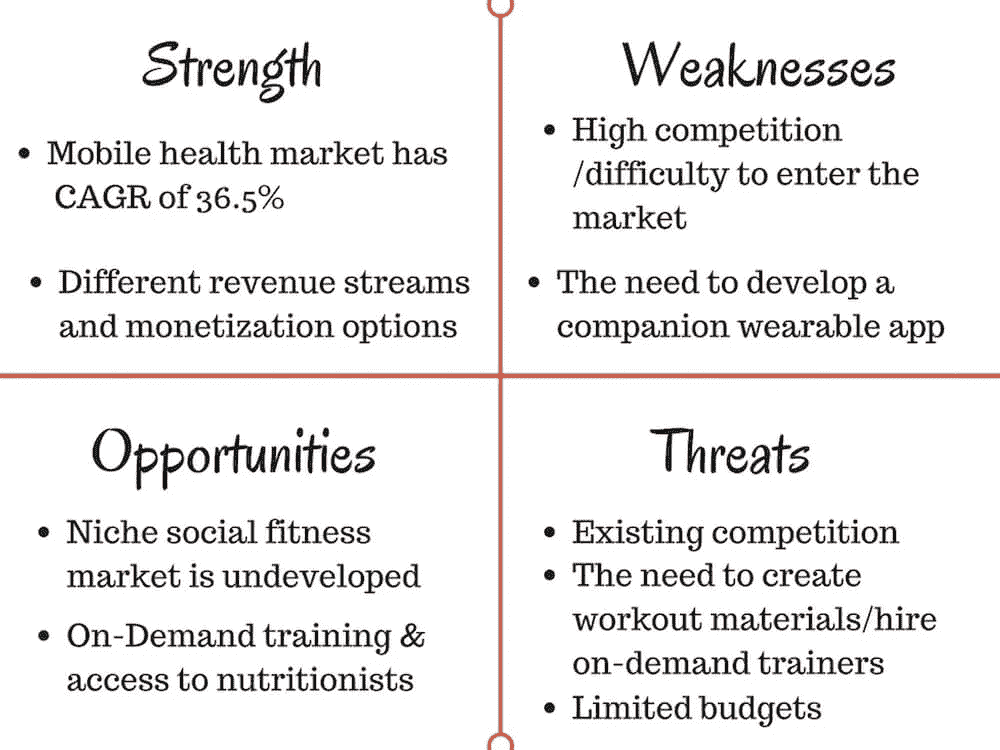 Strength
• Mobile health market has
CAGR of 36.5%
• Different revenue streams
and monetization options
Weaknesses
• High competition
/difficulty to enter the
market
• The need to develop a
companion wearable app
Opportunities
• Niche social fitness
market is undeveloped
• On-Demand training &
access to nutritionists
Threats
• Existing competition
• The need to create
workout materials/hire
on-demand trainers
• Limited budgets